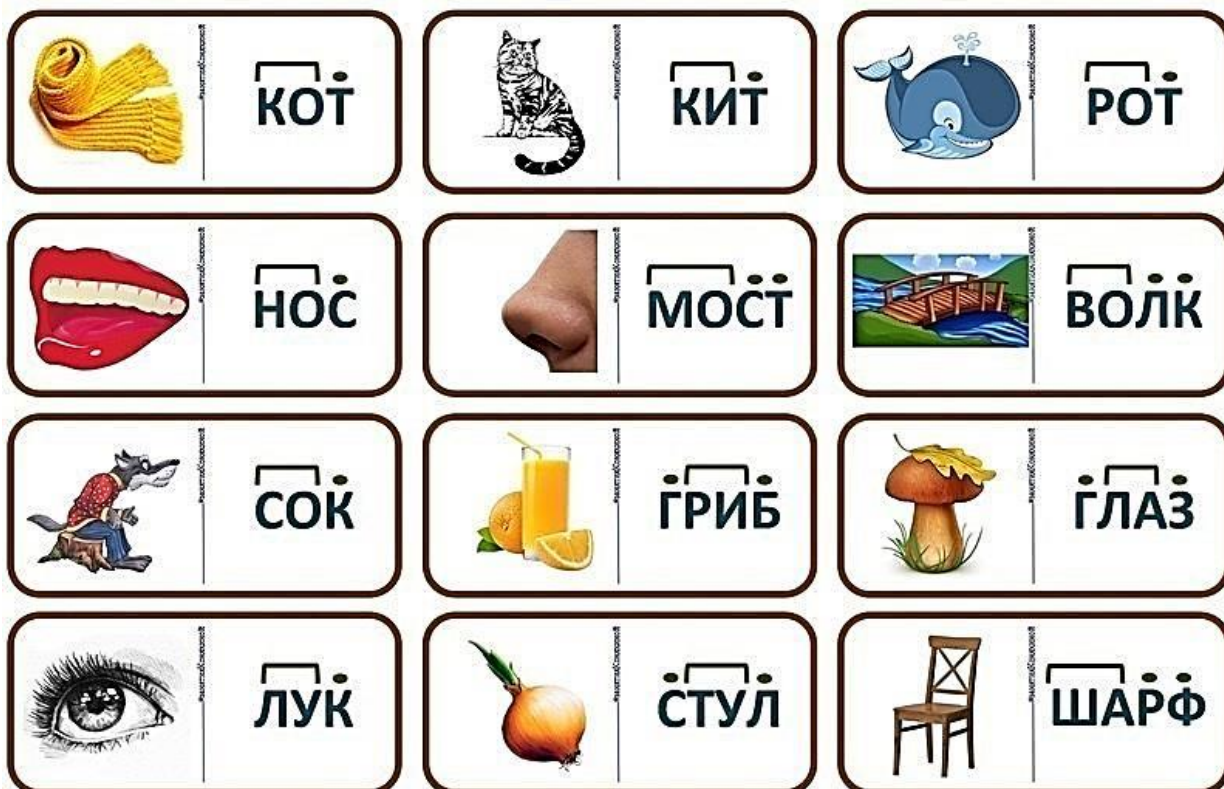 КОТ
КИТ
РОТ
НОС
МОСТ
ВОЛК
СОК
ГРИБ
ГЛАЗ
ЛУК
СТУЛ
ШАРФ